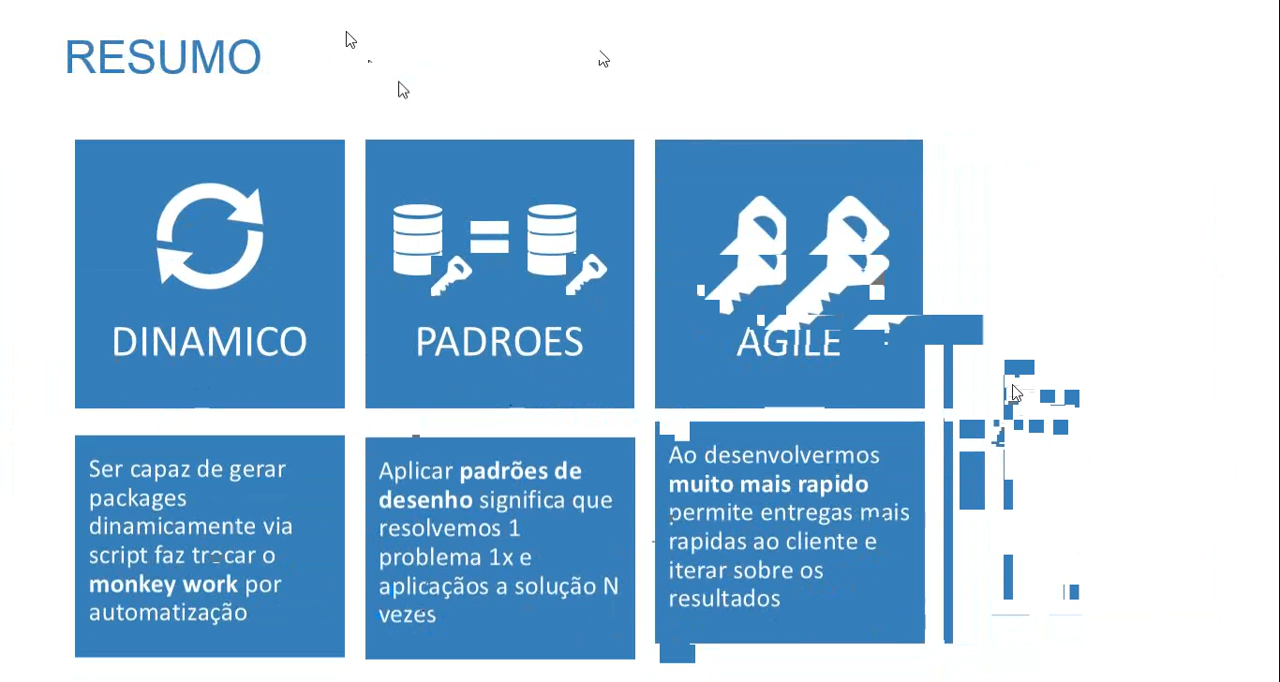 RESUMO
DINAMICO
PADROES
AGILE
Ser capaz de gerar
packages
dinamicamente via
script faz trocar o
monkey work por
automatização
Aplicar padrões de
desenho significa que
resolvemos 1
problema 1x e
aplicaçãos a solução N
vezes
Ao desenvolvermos
muito mais rapido
permite entregas mais
rapidas ao cliente e
iterar sobre os
resultados